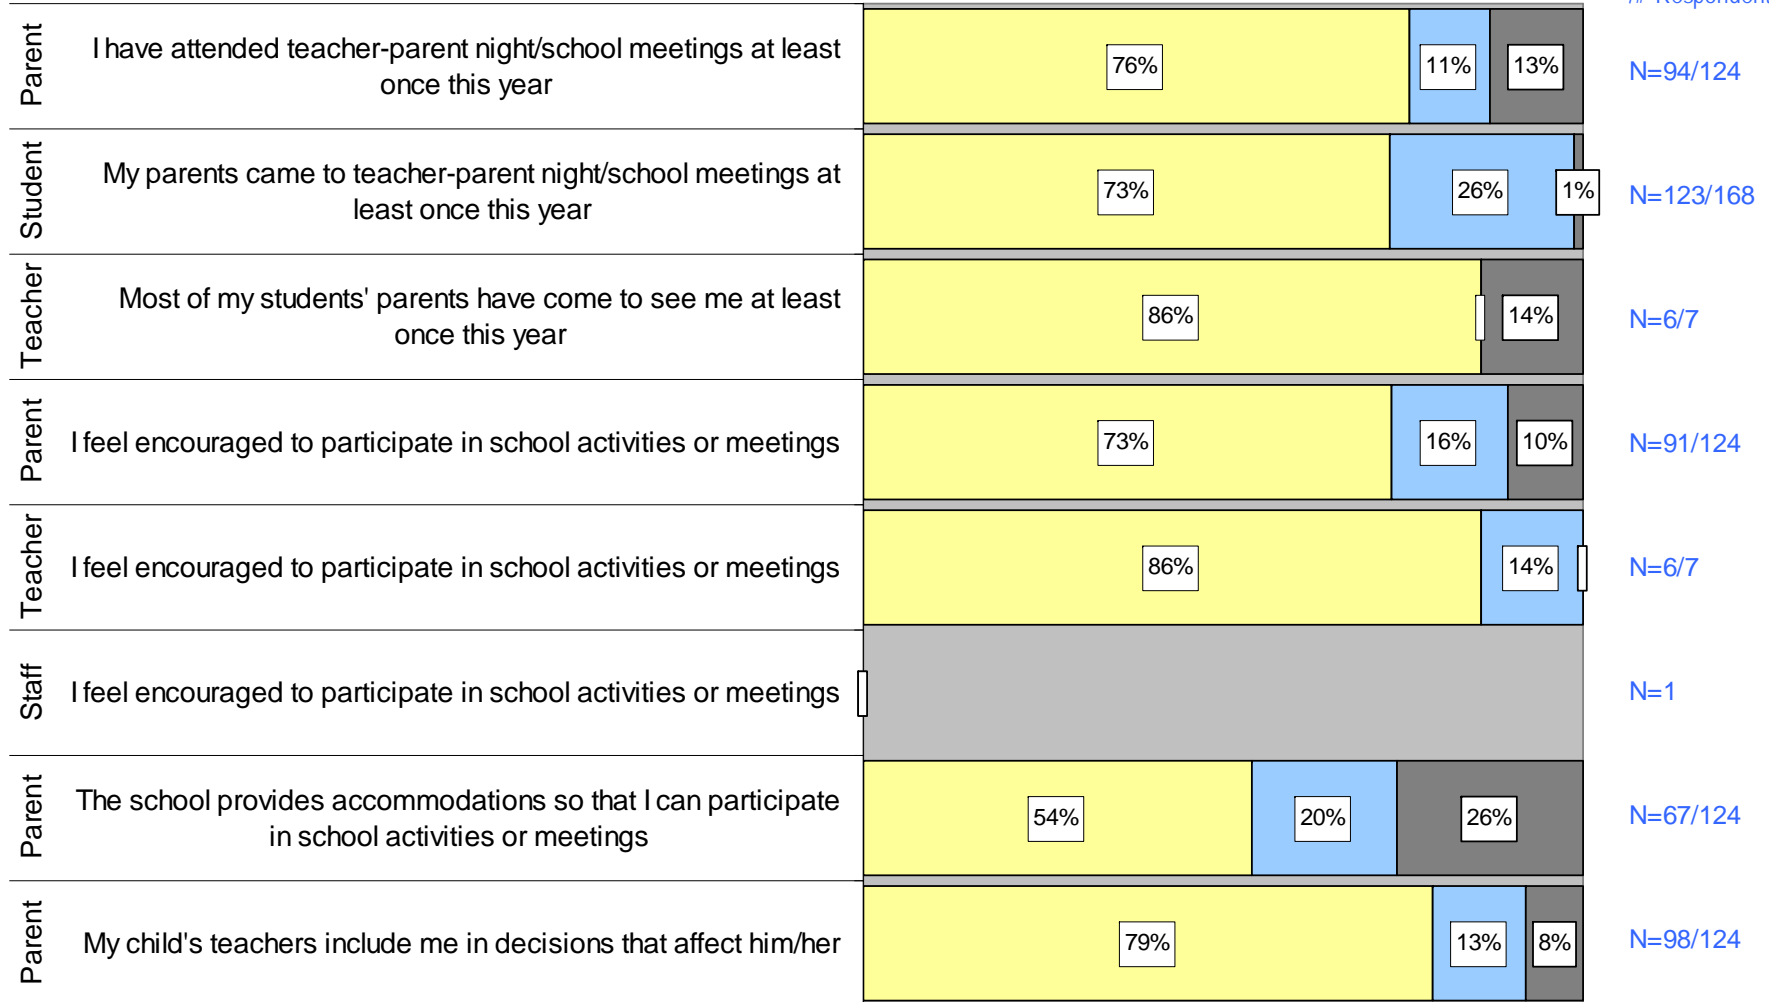 # Respondent
Parent
I have attended teacher-parent night/school meetings at least
once this year
76%
11%
13%
N=94/124
Student
My parents came to teacher-parent night/school meetings at
least once this year
73%
26%
1%
N=123/168
Teacher
Most of my students' parents have come to see me at least
once this year
86%
14%
N=6/7
Parent
I feel encouraged to participate in school activities or meetings
73%
16%
10%
N=91/124
Teacher
I feel encouraged to participate in school activities or meetings
86%
14%
N=6/7
Staff
I feel encouraged to participate in school activities or meetings
N=1
Parent
The school provides accommodations so that I can participate
in school activities or meetings
54%
20%
26%
N=67/124
Parent
My child's teachers include me in decisions that affect him/her
79%
13%
8%
N=98/124